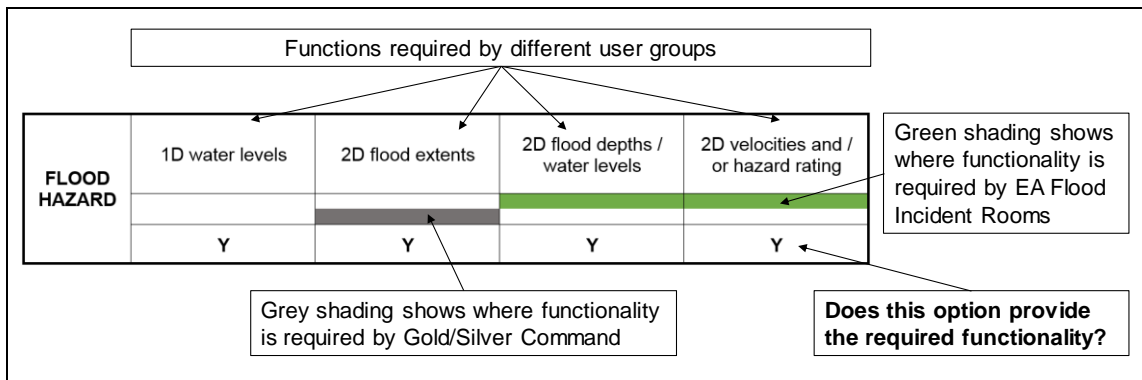 Functions required by different user groups
FLOOD
HAZARD
1D water levels
2D flood extents
2D flood depths /
water levels
2D velocities and /
or hazard rating
Y
Y
Y
Y
Green shading shows
where functionality is
required by EA Flood
Incident Rooms
Grey shading shows where functionality
is required by Gold/Silver Command
Does this option provide
the required functionality?